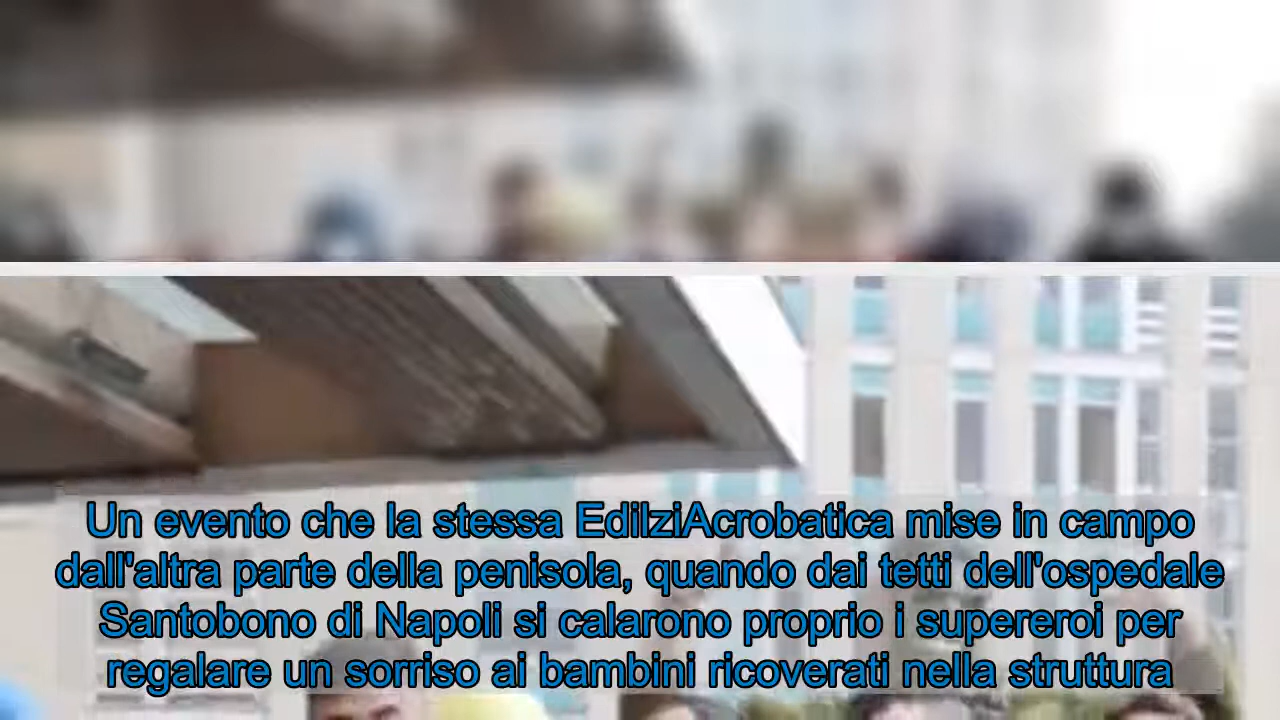 Un evento che la stessa EdilziAcrobatica mise in campo
dall'altra parte della penisola, quando dai tetti dell'ospedale
Santobono di Napoli si calarono proprio i supereroi per
regalare un sorriso ai bambini ricoverati nella struttura